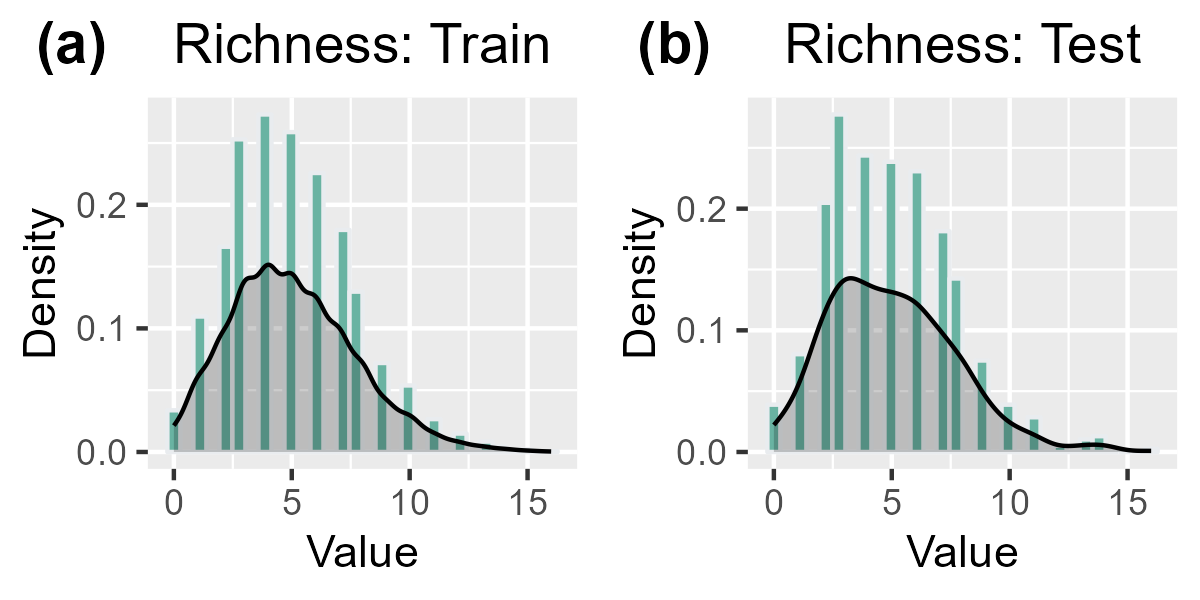 (a) Richness: Train
Density
0.2
0.1
0.0
0 5 10 15
Value
(b) Richness: Test
Density
0.2
0.1
0.0
0 5 10 15
Value